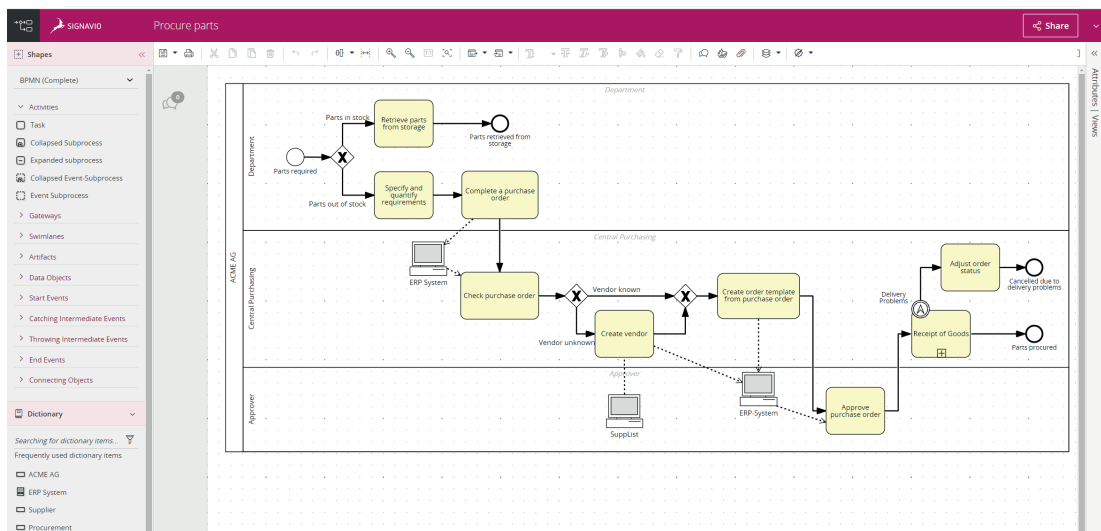 SIGNAVIO
Procure parts
Share
Shapes
BPMN (Complete)
Activities
Task
Collapsed Subprocess
Expanded subprocess
Collapsed Event-Subprocess
Event Subprocess
Gateways
Swimlanes
Artifacts
Data Objects
Start Events
Catching Intermediate Events
Throwing Intermediate Events
End Events
Connecting Objects
Dictionary
Searching for dictionary items...
Frequently used dictionary items
ACME AG
ERP System
Supplier
Procurement
0
Attributes | Views
ACME AG
Department
Department
Parts required
Parts in stock
Retrieve parts
from storage
Parts retrieved from
storage
Parts out of stock
Specify and
quantify
requirements
Complete a purchase
order
Central Purchasing
Central Purchasing
ERP System
Check purchase order
Vendor known
Vendor unknown
Create vendor
Create order template
from purchase order
Delivery
Problems
Adjust order
status
Cancelled due to
delivery problems
Receipt of Goods
Parts procured
Approver
Approver
SuppList
ERP-System
Approve
purchase order